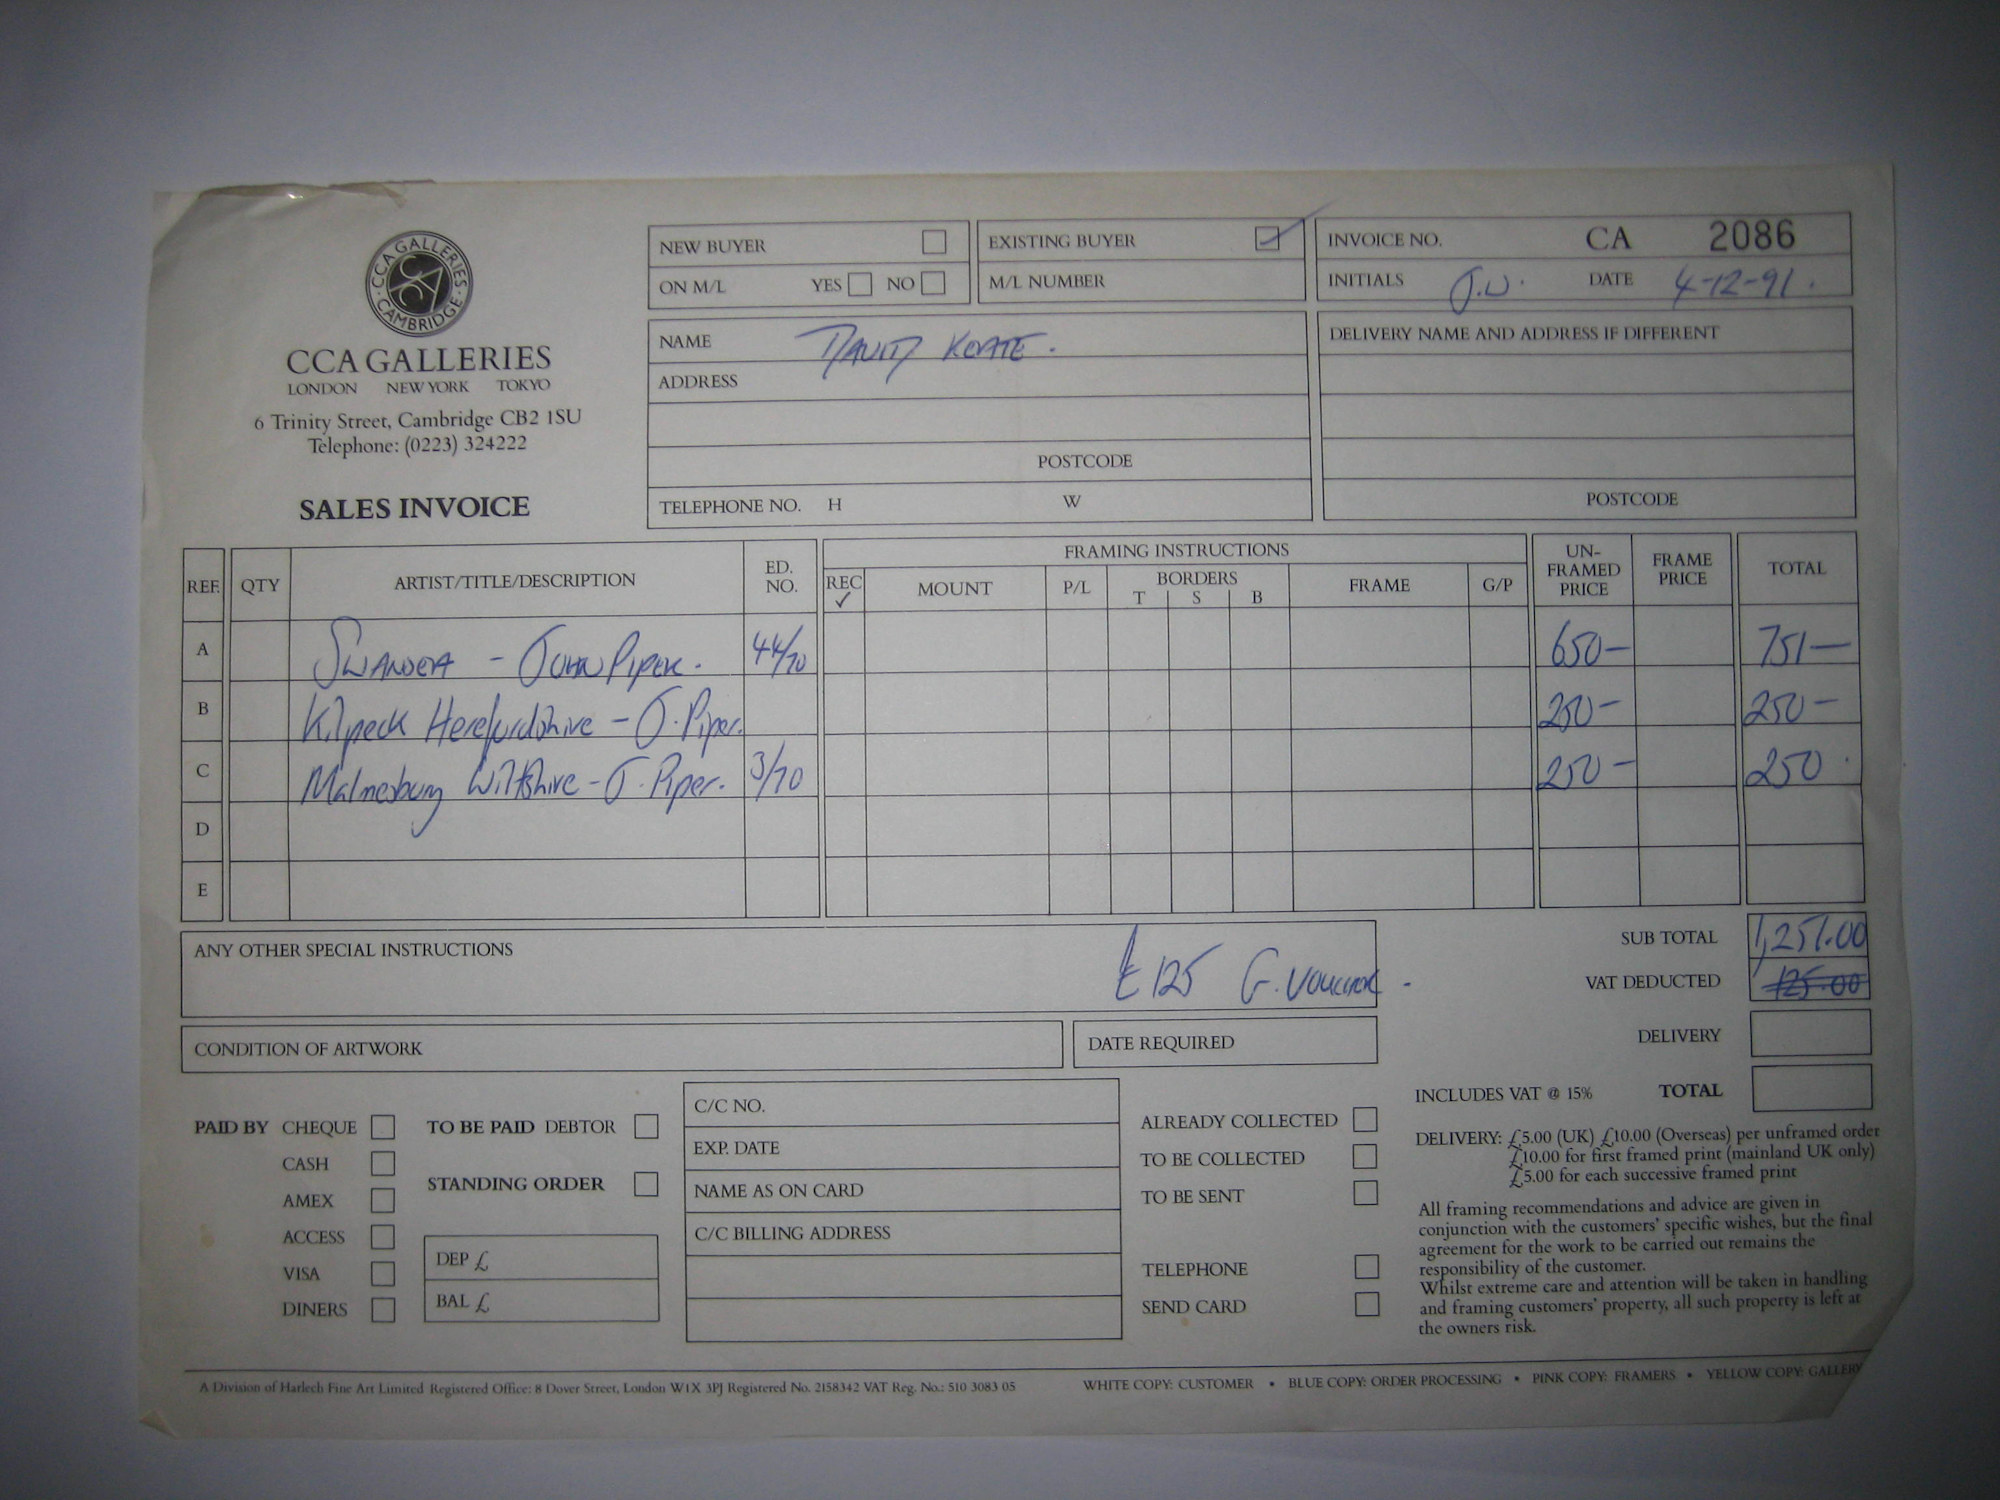 CCA GALLERIES · CAMBRIDGE ·
CCA
CCA GALLERIES
LONDON NEW YORK TOKYO
6 Trinity Street, Cambridge CB2 1SU
Telephone: (0223) 324222
SALES INVOICE
NEW BUYER
ON M/L YES NO
EXISTING BUYER ✓
M/L NUMBER
INVOICE NO. CA 2086
INITIALS J.W. DATE 4-12-91.
NAME DAVID KEATE.
ADDRESS
POSTCODE
TELEPHONE NO. H W
DELIVERY NAME AND ADDRESS IF DIFFERENT
POSTCODE
REF. QTY ARTIST/TITLE/DESCRIPTION ED. NO. FRAMING INSTRUCTIONS UN-FRAMED PRICE FRAME PRICE TOTAL
REC ✓ MOUNT P/L BORDERS T S B FRAME G/P
A - JOHN PIPER. 44/70 650- 751-
B Kilpeck Herefordshire - J. Piper. 250- 250-
C Malmesbury Wiltshire - J. Piper. 3/70 250- 250.
D
E
ANY OTHER SPECIAL INSTRUCTIONS
£125 G. VOUCHER.
SUB TOTAL 1,251.00
VAT DEDUCTED 125.00
DELIVERY
INCLUDES VAT @ 15% TOTAL
CONDITION OF ARTWORK
DATE REQUIRED
PAID BY CHEQUE
CASH
AMEX
ACCESS
VISA
DINERS
TO BE PAID DEBTOR
STANDING ORDER
DEP £
BAL £
C/C NO.
EXP. DATE
NAME AS ON CARD
C/C BILLING ADDRESS
ALREADY COLLECTED
TO BE COLLECTED
TO BE SENT
TELEPHONE
SEND CARD
DELIVERY: £5.00 (UK) £10.00 (Overseas) per unframed order
£10.00 for first framed print (mainland UK only)
£5.00 for each successive framed print
All framing recommendations and advice are given in
conjunction with the customers' specific wishes, but the final
agreement for the work to be carried out remains the
responsibility of the customer.
Whilst extreme care and attention will be taken in handling
and framing customers' property, all such property is left at
the owners risk.
A Division of Harlech Fine Art Limited Registered Office: 8 Dover Street, London W1X 3PJ Registered No. 2158342 VAT Reg. No.: 510 3083 05
WHITE COPY: CUSTOMER • BLUE COPY: ORDER PROCESSING • PINK COPY: FRAMERS • YELLOW COPY: GALLERY